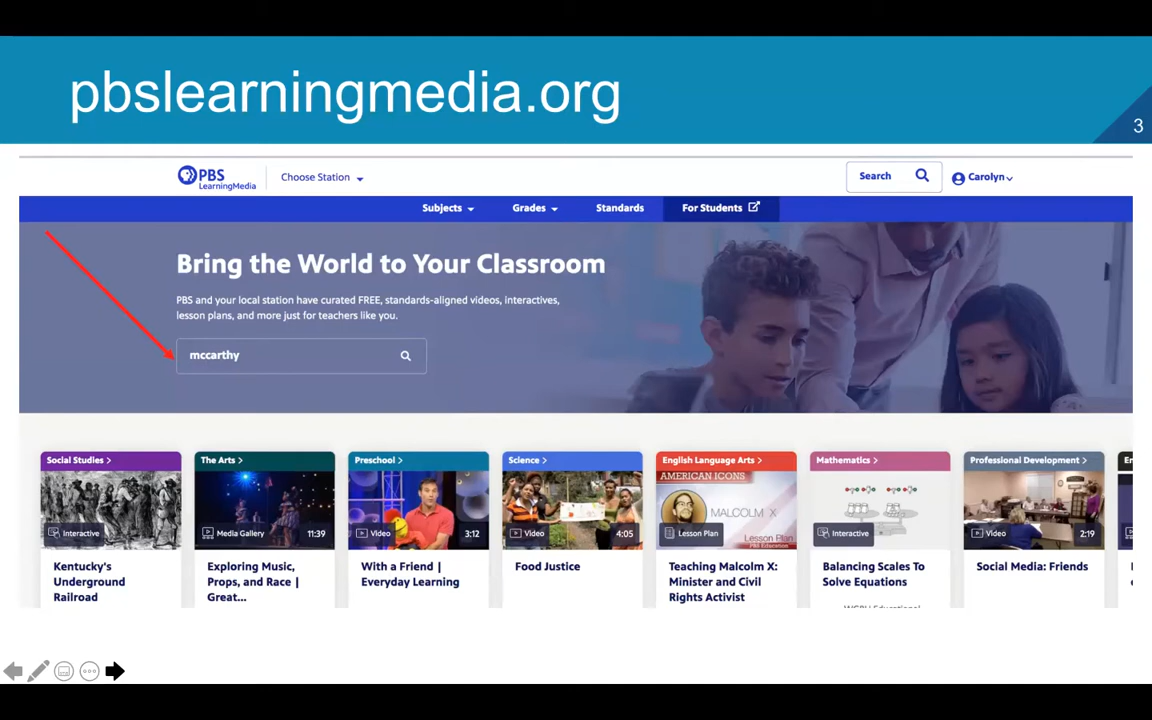 pbslearningmedia.org
3
PBS
LearningMedia
Choose Station
Search
Carolyn
Subjects
Grades
Standards
For Students
Bring the World to Your Classroom
PBS and your local station have curated FREE, standards-aligned videos, interactives,
lesson plans, and more just for teachers like you.
mccarthy
Social Studies >
Interactive
Kentucky's
Underground
Railroad
The Arts >
Media Gallery
11:39
Exploring Music,
Props, and Race |
Great...
Preschool >
Video
3:12
With a Friend |
Everyday Learning
Science >
Video
4:05
Food Justice
English Language Arts >
AMERICAN ICONS
MALCOLM X
Lesson Plan
Lesson Plan
PBS Education
Teaching Malcolm X:
Minister and Civil
Rights Activist
Mathematics >
Interactive
Balancing Scales To
Solve Equations
Professional Development >
Video
2:19
Social Media: Friends